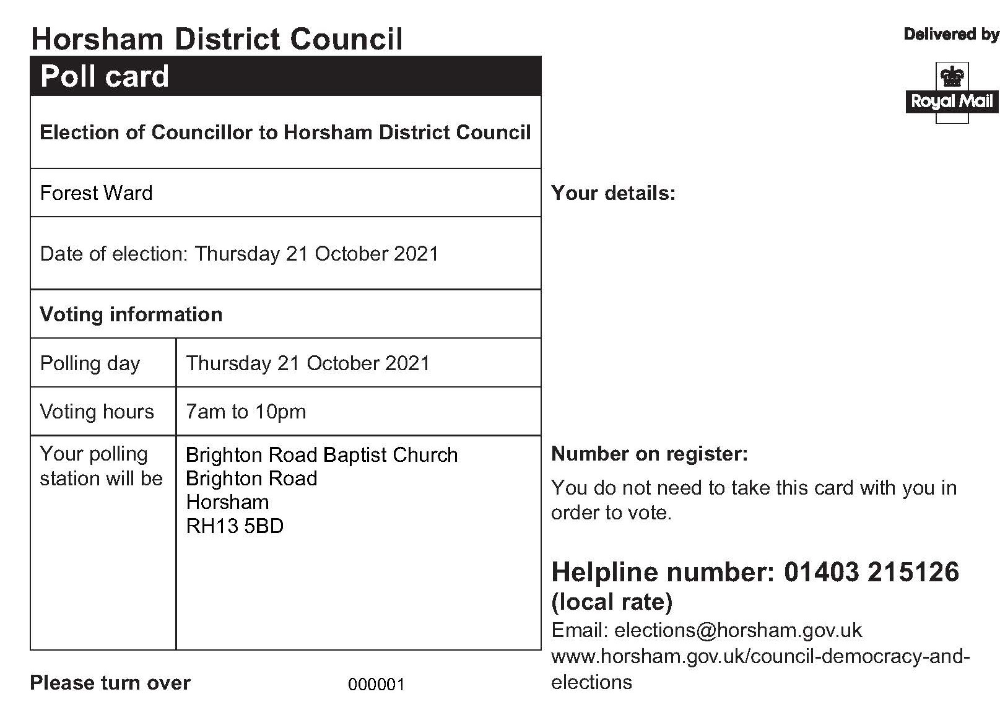 Horsham District Council
Poll card
Election of Councillor to Horsham District Council
Forest Ward
Date of election: Thursday 21 October 2021
Voting information
Polling day
Thursday 21 October 2021
Voting hours
7am to 10pm
Your polling
station will be
Brighton Road Baptist Church
Brighton Road
Horsham
RH13 5BD
Please turn over
000001
Delivered by
Royal Mail
Your details:
Number on register:
You do not need to take this card with you in
order to vote.
Helpline number: 01403 215126
(local rate)
Email: elections@horsham.gov.uk
www.horsham.gov.uk/council-democracy-and-
elections